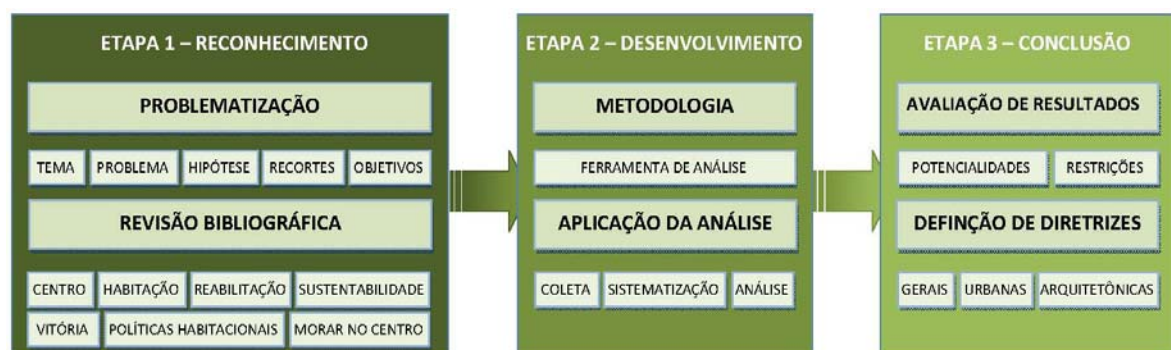 ETAPA 1 – RECONHECIMENTO
PROBLEMATIZAÇÃO
TEMA PROBLEMA HIPÓTESE RECORTES OBJETIVOS
REVISÃO BIBLIOGRÁFICA
CENTRO HABITAÇÃO REABILITAÇÃO SUSTENTABILIDADE
VITÓRIA POLÍTICAS HABITACIONAIS MORAR NO CENTRO
ETAPA 2 – DESENVOLVIMENTO
METODOLOGIA
FERRAMENTA DE ANÁLISE
APLICAÇÃO DA ANÁLISE
COLETA SISTEMATIZAÇÃO ANÁLISE
ETAPA 3 – CONCLUSÃO
AVALIAÇÃO DE RESULTADOS
POTENCIALIDADES RESTRIÇÕES
DEFINÇÃO DE DIRETRIZES
GERAIS URBANAS ARQUITETÔNICAS